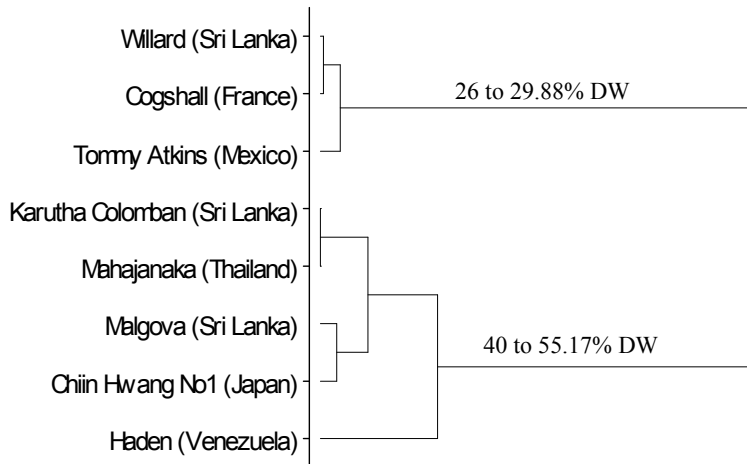 Willard (Sri Lanka)
Cogshall (France)
26 to 29.88% DW
Tommy Atkins (Mexico)
Karutha Colomban (Sri Lanka)
Mahajanaka (Thailand)
Malgova (Sri Lanka)
40 to 55.17% DW
Chiin Hwang No1 (Japan)
Haden (Venezuela)